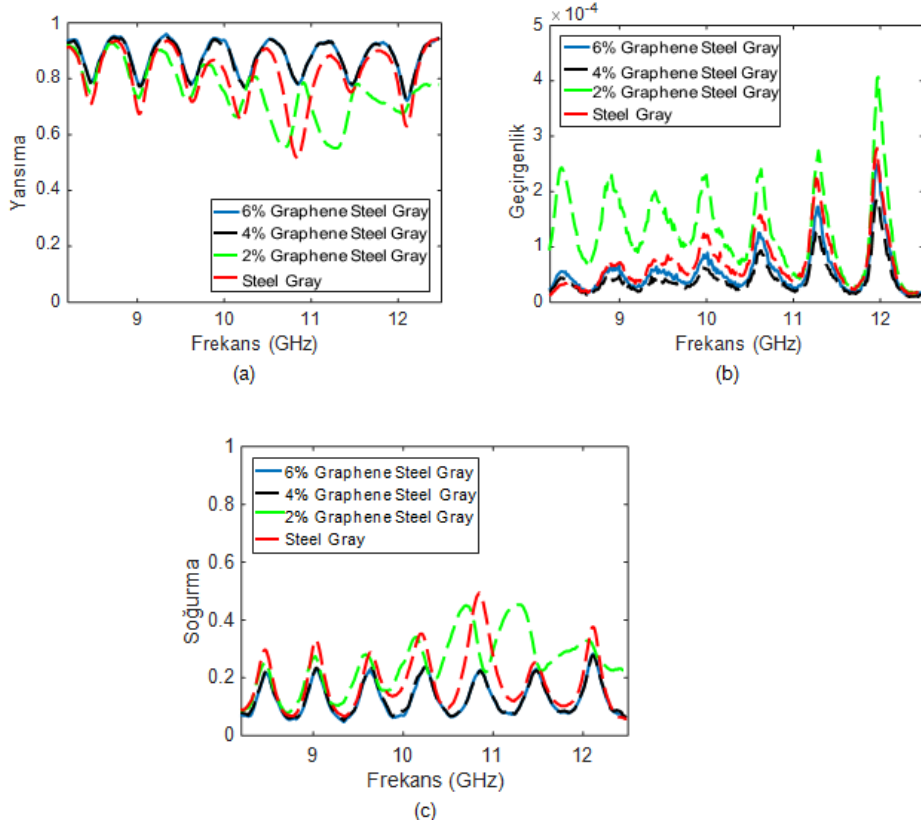 1
0.8
0.6
0.4
0.2
0
Yansıma
6% Graphene Steel Gray
4% Graphene Steel Gray
2% Graphene Steel Gray
Steel Gray
9 10 11 12
Frekans (GHz)
(a)
5 × 10-4
4
3
2
1
0
Geçirgenlik
6% Graphene Steel Gray
4% Graphene Steel Gray
2% Graphene Steel Gray
Steel Gray
9 10 11 12
Frekans (GHz)
(b)
1
0.8
0.6
0.4
0.2
0
Soğurma
6% Graphene Steel Gray
4% Graphene Steel Gray
2% Graphene Steel Gray
Steel Gray
9 10 11 12
Frekans (GHz)
(c)